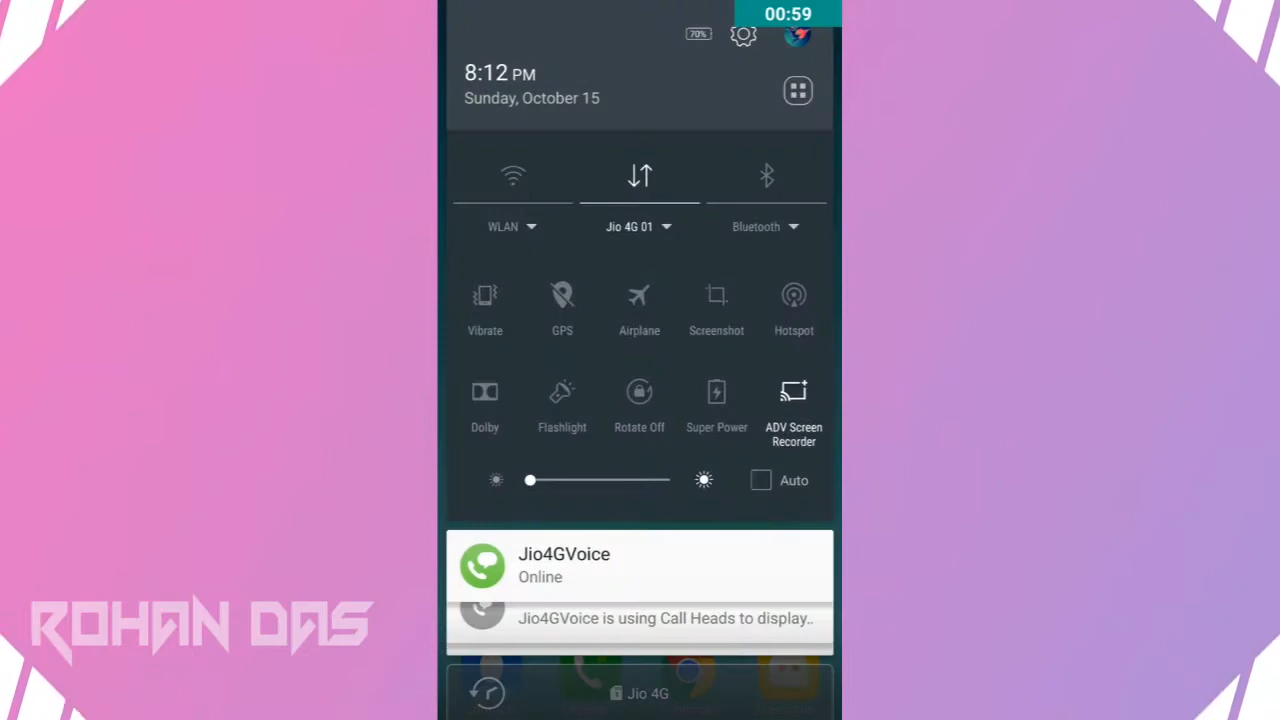 00:59
70%
8:12 PM
Sunday, October 15
WLAN Jio 4G 01 Bluetooth
Vibrate GPS Airplane Screenshot Hotspot
Dolby Flashlight Rotate Off Super Power ADV Screen
Recorder
Auto
Jio4GVoice
Online
Jio4GVoice is using Call Heads to display..
ROHAN DAS
Jio 4G